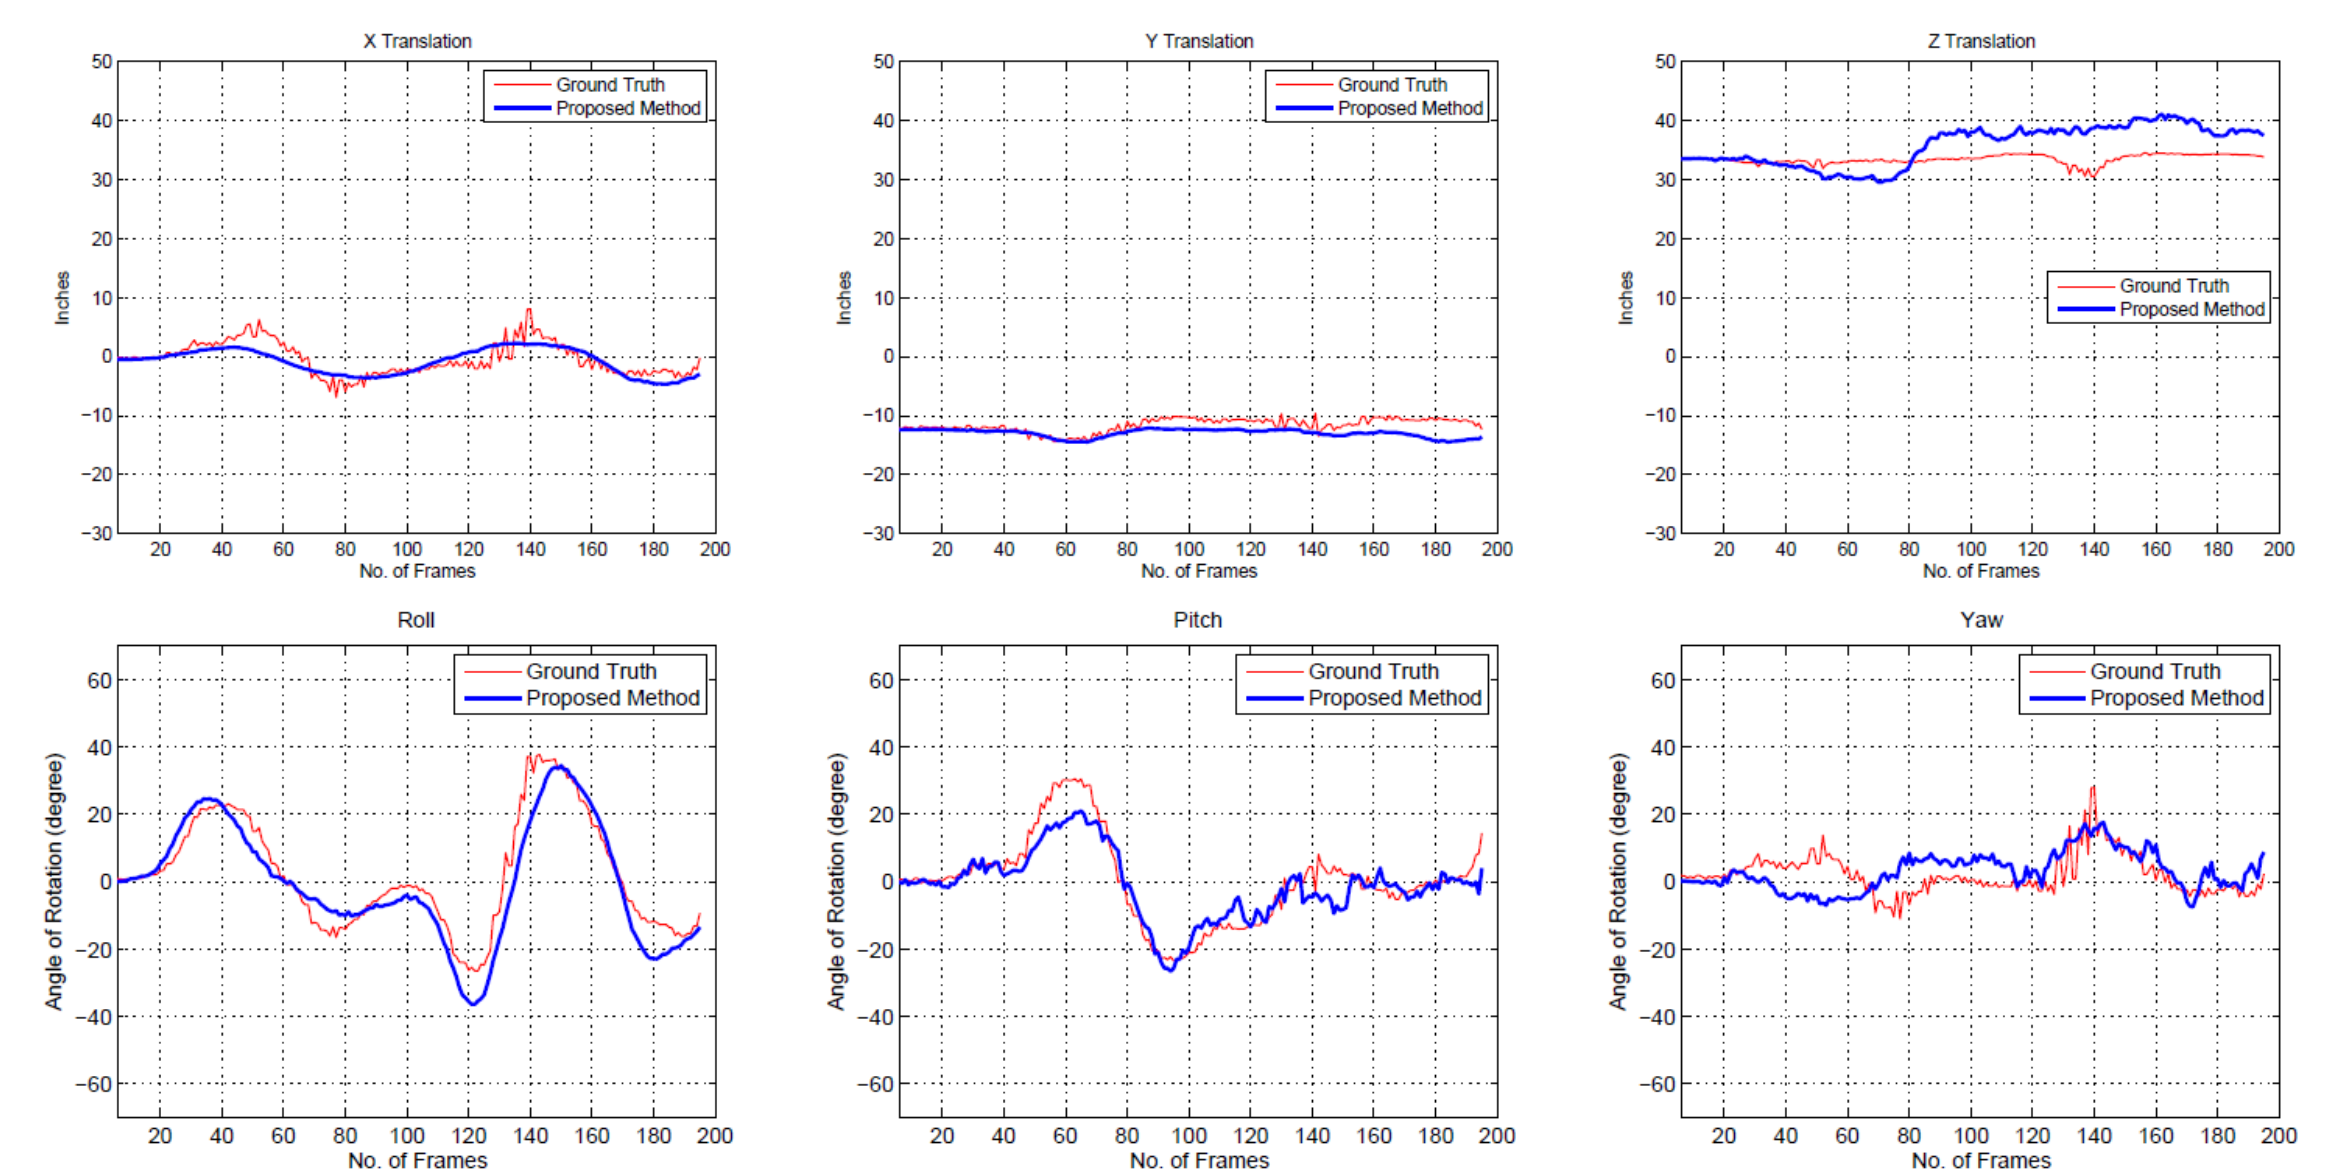 X Translation
50
40
30
20
10
0
−10
−20
−30
Inches
Ground Truth
Proposed Method
20 40 60 80 100 120 140 160 180 200
No. of Frames
Y Translation
50
40
30
20
10
0
−10
−20
−30
Inches
Ground Truth
Proposed Method
20 40 60 80 100 120 140 160 180 200
No. of Frames
Z Translation
50
40
30
20
10
0
−10
−20
−30
Inches
Ground Truth
Proposed Method
20 40 60 80 100 120 140 160 180 200
No. of Frames
Roll
60
40
20
0
−20
−40
−60
Angle of Rotation (degree)
Ground Truth
Proposed Method
20 40 60 80 100 120 140 160 180 200
No. of Frames
Pitch
60
40
20
0
−20
−40
−60
Angle of Rotation (degree)
Ground Truth
Proposed Method
20 40 60 80 100 120 140 160 180 200
No. of Frames
Yaw
60
40
20
0
−20
−40
−60
Angle of Rotation (degree)
Ground Truth
Proposed Method
20 40 60 80 100 120 140 160 180 200
No. of Frames